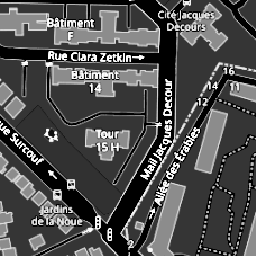 Cité Jacques
Decours
Bâtiment
F
Rue Clara Zetkin
Bâtiment
14
16
14
11
12
Mail Jacques Decour
Tour
15 H
Rue Surcouf
Allée des Érables
Jardins
de la Noue
2